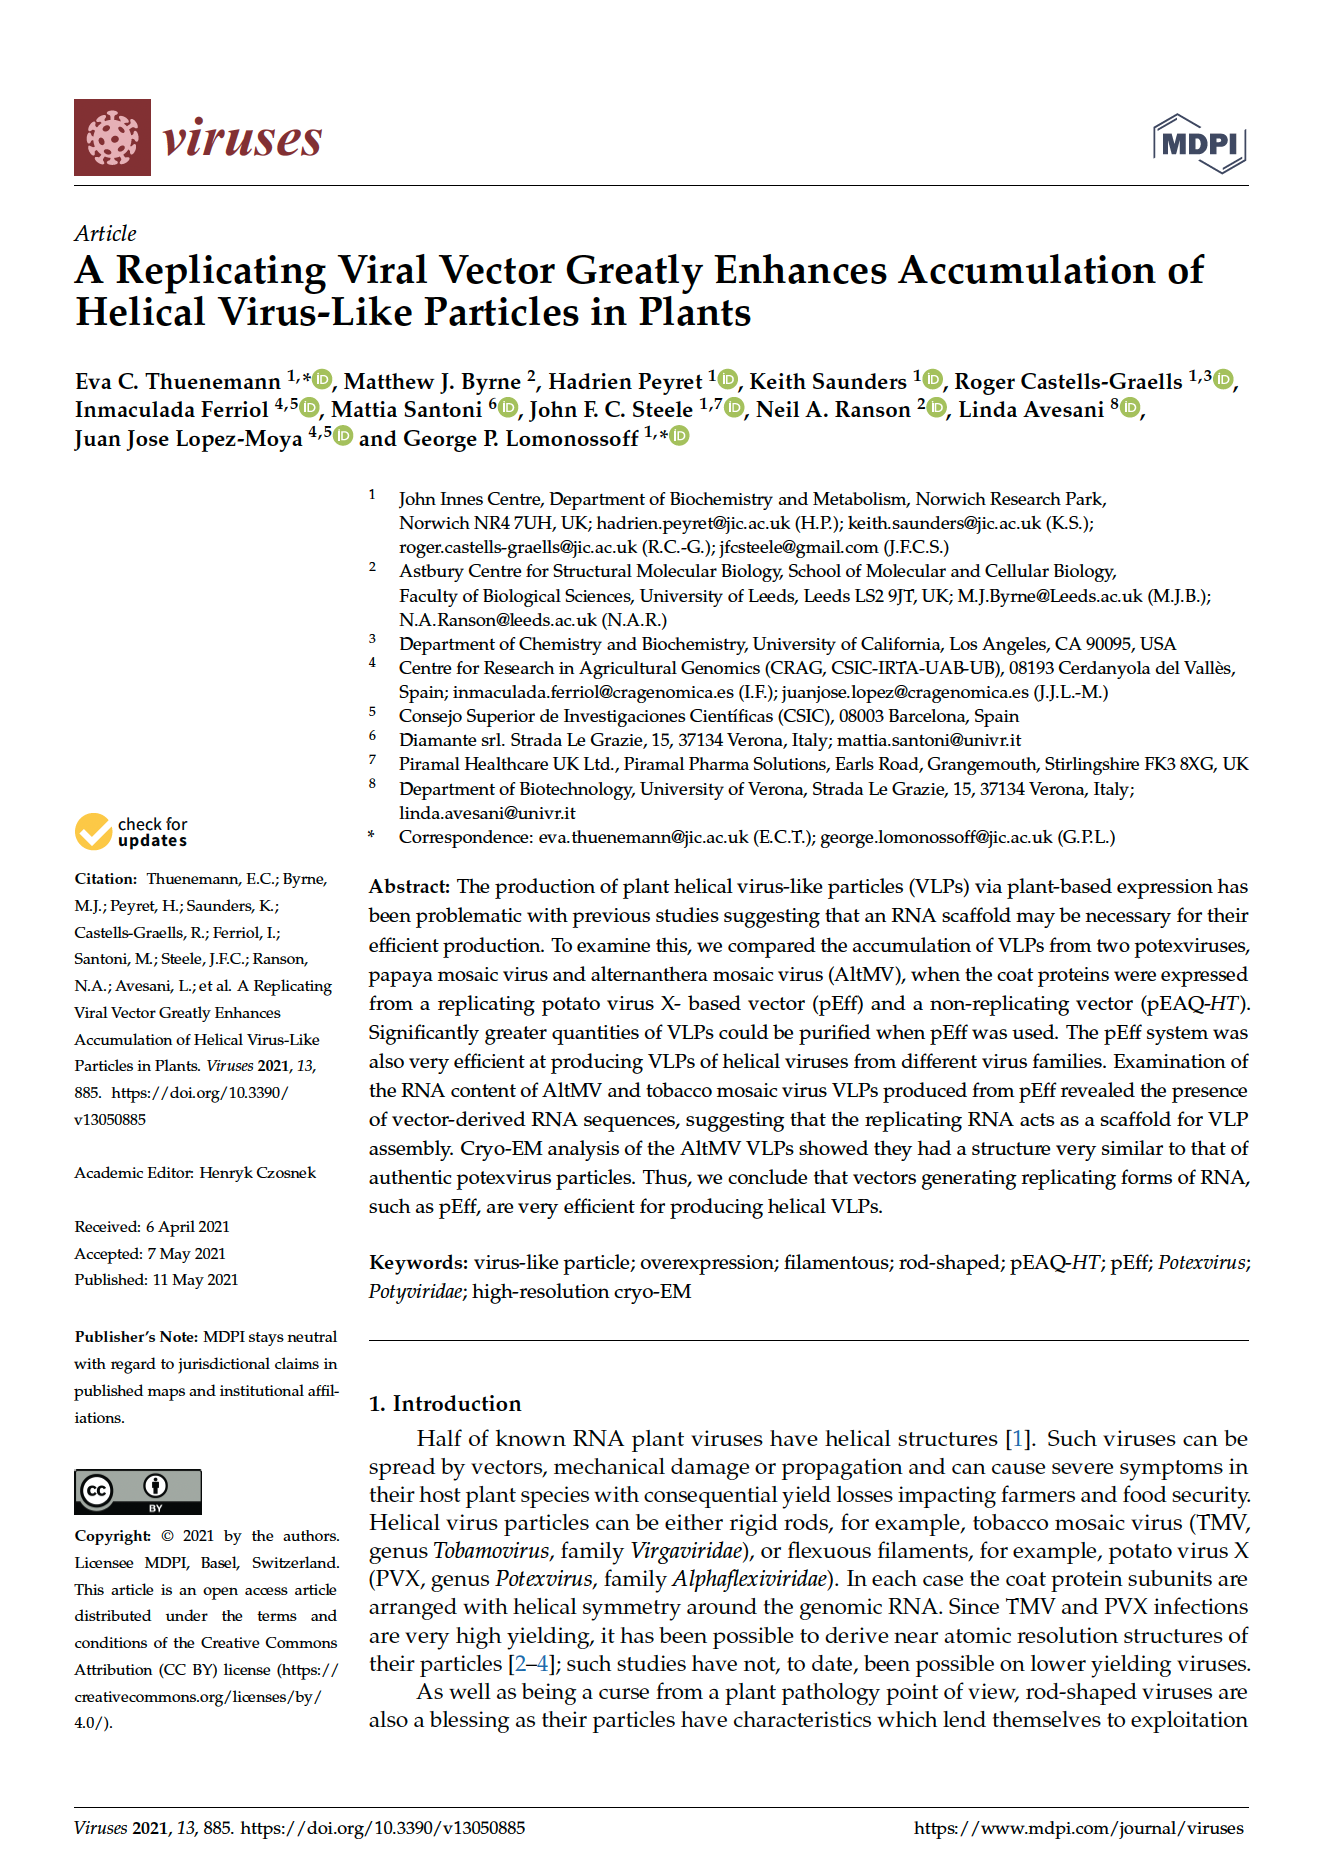 viruses
MDPI
Article
A Replicating Viral Vector Greatly Enhances Accumulation of
Helical Virus-Like Particles in Plants
Eva C. Thuenemann 1,*iD, Matthew J. Byrne 2, Hadrien Peyret 1iD, Keith Saunders 1iD, Roger Castells-Graells 1,3iD,
Inmaculada Ferriol 4,5iD, Mattia Santoni 6iD, John F. C. Steele 1,7iD, Neil A. Ranson 2iD, Linda Avesani 8iD,
Juan Jose Lopez-Moya 4,5iD and George P. Lomonossoff 1,*iD
1 John Innes Centre, Department of Biochemistry and Metabolism, Norwich Research Park,
Norwich NR4 7UH, UK; hadrien.peyret@jic.ac.uk (H.P.); keith.saunders@jic.ac.uk (K.S.);
roger.castells-graells@jic.ac.uk (R.C.-G.); jfcsteele@gmail.com (J.F.C.S.)
2 Astbury Centre for Structural Molecular Biology, School of Molecular and Cellular Biology,
Faculty of Biological Sciences, University of Leeds, Leeds LS2 9JT, UK; M.J.Byrne@Leeds.ac.uk (M.J.B.);
N.A.Ranson@leeds.ac.uk (N.A.R.)
3 Department of Chemistry and Biochemistry, University of California, Los Angeles, CA 90095, USA
4 Centre for Research in Agricultural Genomics (CRAG, CSIC-IRTA-UAB-UB), 08193 Cerdanyola del Vallès,
Spain; inmaculada.ferriol@cragenomica.es (I.F.); juanjose.lopez@cragenomica.es (J.J.L.-M.)
5 Consejo Superior de Investigaciones Científicas (CSIC), 08003 Barcelona, Spain
6 Diamante srl. Strada Le Grazie, 15, 37134 Verona, Italy; mattia.santoni@univr.it
7 Piramal Healthcare UK Ltd., Piramal Pharma Solutions, Earls Road, Grangemouth, Stirlingshire FK3 8XG, UK
8 Department of Biotechnology, University of Verona, Strada Le Grazie, 15, 37134 Verona, Italy;
linda.avesani@univr.it
* Correspondence: eva.thuenemann@jic.ac.uk (E.C.T.); george.lomonossoff@jic.ac.uk (G.P.L.)
check for
updates
Citation: Thuenemann, E.C.; Byrne,
M.J.; Peyret, H.; Saunders, K.;
Castells-Graells, R.; Ferriol, I.;
Santoni, M.; Steele, J.F.C.; Ranson,
N.A.; Avesani, L.; et al. A Replicating
Viral Vector Greatly Enhances
Accumulation of Helical Virus-Like
Particles in Plants. Viruses 2021, 13,
885. https://doi.org/10.3390/
v13050885
Academic Editor: Henryk Czosnek
Received: 6 April 2021
Accepted: 7 May 2021
Published: 11 May 2021
Publisher's Note: MDPI stays neutral
with regard to jurisdictional claims in
published maps and institutional affil-
iations.
cc BY
Copyright: © 2021 by the authors.
Licensee MDPI, Basel, Switzerland.
This article is an open access article
distributed under the terms and
conditions of the Creative Commons
Attribution (CC BY) license (https://
creativecommons.org/licenses/by/
4.0/).
Abstract: The production of plant helical virus-like particles (VLPs) via plant-based expression has
been problematic with previous studies suggesting that an RNA scaffold may be necessary for their
efficient production. To examine this, we compared the accumulation of VLPs from two potexviruses,
papaya mosaic virus and alternanthera mosaic virus (AltMV), when the coat proteins were expressed
from a replicating potato virus X- based vector (pEff) and a non-replicating vector (pEAQ-HT).
Significantly greater quantities of VLPs could be purified when pEff was used. The pEff system was
also very efficient at producing VLPs of helical viruses from different virus families. Examination of
the RNA content of AltMV and tobacco mosaic virus VLPs produced from pEff revealed the presence
of vector-derived RNA sequences, suggesting that the replicating RNA acts as a scaffold for VLP
assembly. Cryo-EM analysis of the AltMV VLPs showed they had a structure very similar to that of
authentic potexvirus particles. Thus, we conclude that vectors generating replicating forms of RNA,
such as pEff, are very efficient for producing helical VLPs.
Keywords: virus-like particle; overexpression; filamentous; rod-shaped; pEAQ-HT; pEff; Potexvirus;
Potyviridae; high-resolution cryo-EM
1. Introduction
Half of known RNA plant viruses have helical structures [1]. Such viruses can be
spread by vectors, mechanical damage or propagation and can cause severe symptoms in
their host plant species with consequential yield losses impacting farmers and food security.
Helical virus particles can be either rigid rods, for example, tobacco mosaic virus (TMV,
genus Tobamovirus, family Virgaviridae), or flexuous filaments, for example, potato virus X
(PVX, genus Potexvirus, family Alphaflexiviridae). In each case the coat protein subunits are
arranged with helical symmetry around the genomic RNA. Since TMV and PVX infections
are very high yielding, it has been possible to derive near atomic resolution structures of
their particles [2–4]; such studies have not, to date, been possible on lower yielding viruses.
As well as being a curse from a plant pathology point of view, rod-shaped viruses are
also a blessing as their particles have characteristics which lend themselves to exploitation
Viruses 2021, 13, 885. https://doi.org/10.3390/v13050885
https://www.mdpi.com/journal/viruses